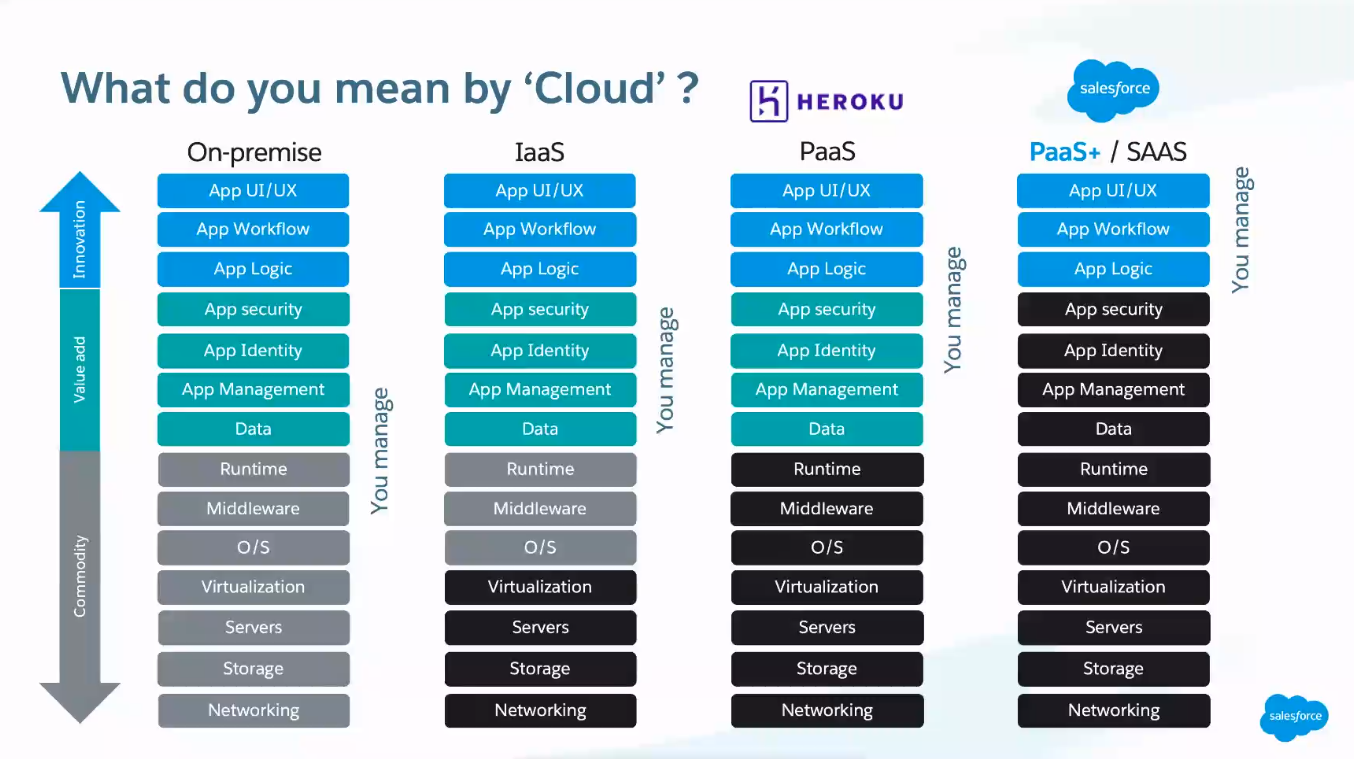 What do you mean by ‘Cloud’ ?
HEROKU
salesforce
On-premise
IaaS
PaaS
PaaS+ / SAAS
Innovation
Value add
Commodity
App UI/UX
App Workflow
App Logic
App security
App Identity
App Management
Data
Runtime
Middleware
O/S
Virtualization
Servers
Storage
Networking
You manage
App UI/UX
App Workflow
App Logic
App security
App Identity
App Management
Data
Runtime
Middleware
O/S
Virtualization
Servers
Storage
Networking
You manage
App UI/UX
App Workflow
App Logic
App security
App Identity
App Management
Data
Runtime
Middleware
O/S
Virtualization
Servers
Storage
Networking
You manage
App UI/UX
App Workflow
App Logic
App security
App Identity
App Management
Data
Runtime
Middleware
O/S
Virtualization
Servers
Storage
Networking
You manage
salesforce